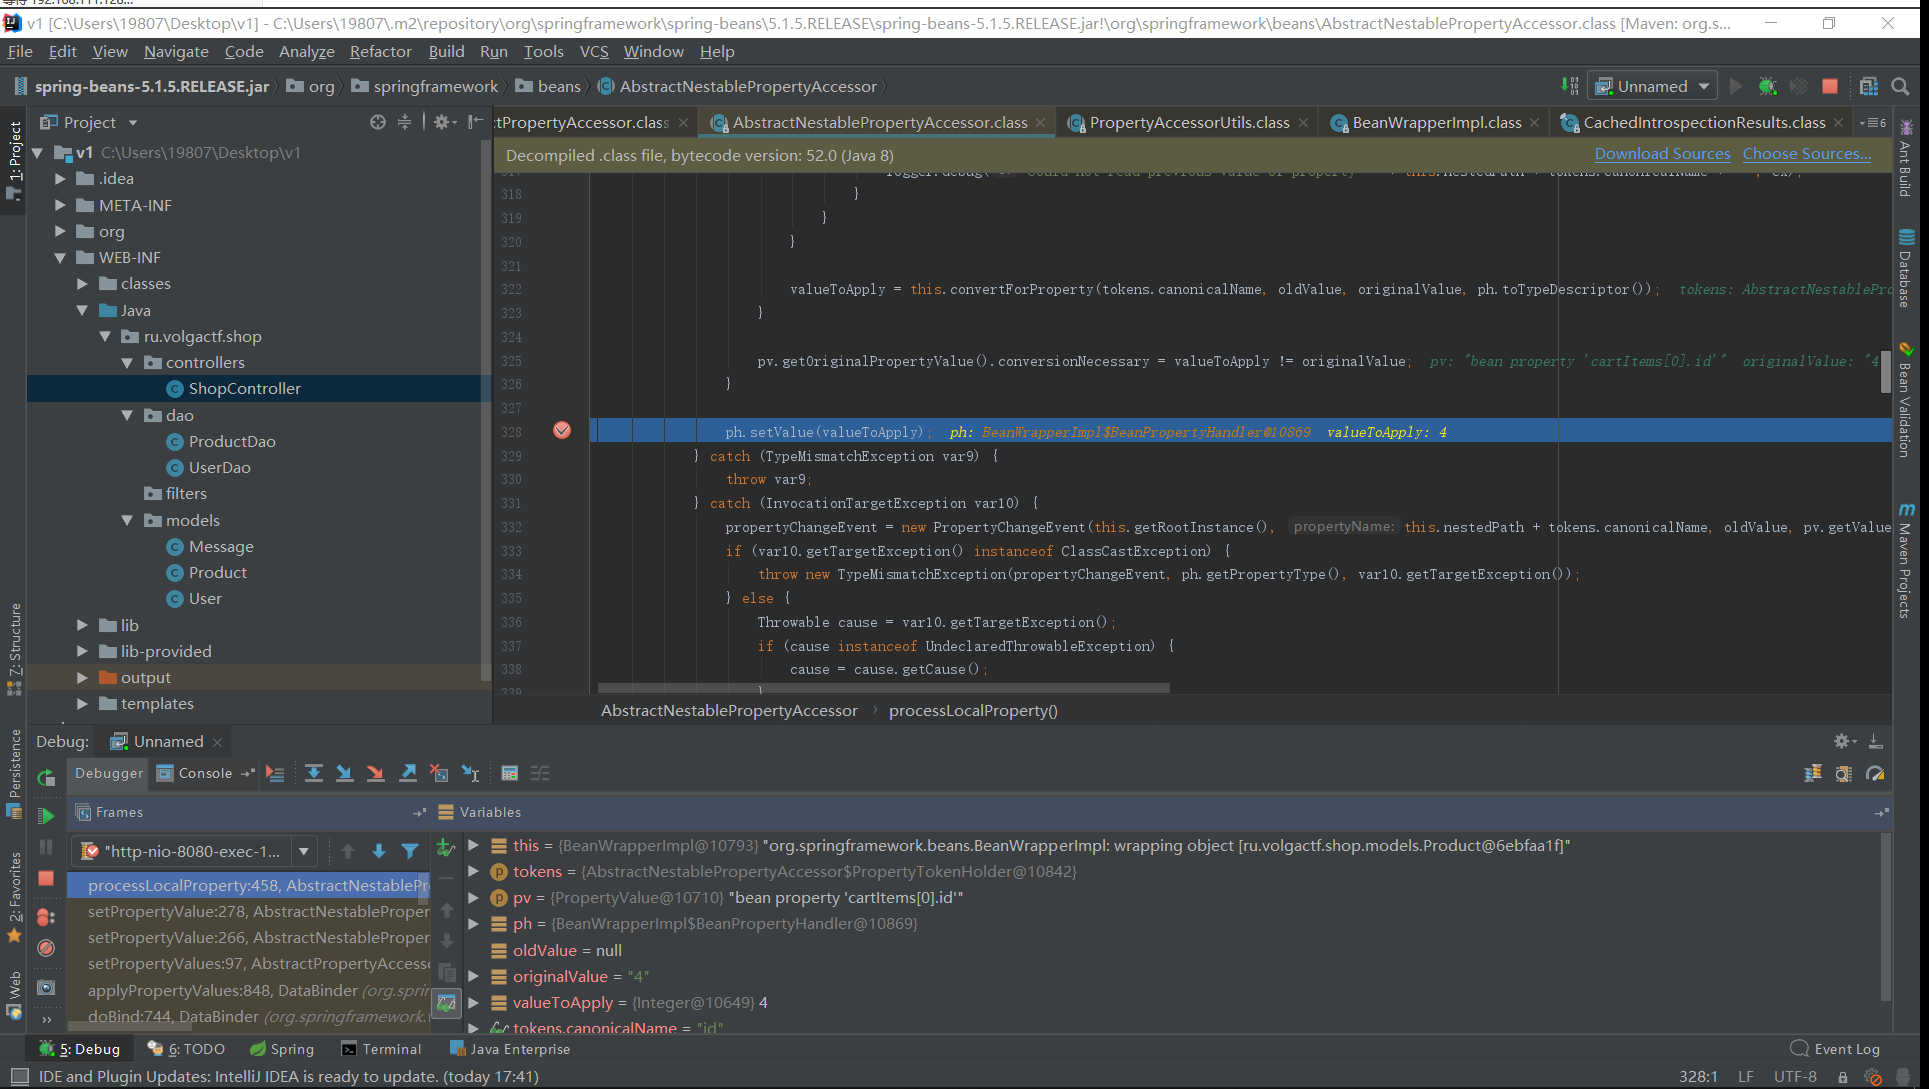 v1 [C:\Users\19807\Desktop\v1] - C:\Users\19807\.m2\repository\org\springframework\spring-beans\5.1.5.RELEASE\spring-beans-5.1.5.RELEASE.jar!\org\springframework\beans\AbstractNestablePropertyAccessor.class [Maven: org.s...
File Edit View Navigate Code Analyze Refactor Build Run Tools VCS Window Help
spring-beans-5.1.5.RELEASE.jar org springframework beans AbstractNestablePropertyAccessor Unnamed
Project ctPropertyAccessor.class AbstractNestablePropertyAccessor.class PropertyAccessorUtils.class BeanWrapperImpl.class CachedIntrospectionResults.class 6
Decompiled .class file, bytecode version: 52.0 (Java 8) Download Sources Choose Sources...
v1 C:\Users\19807\Desktop\v1
.idea
META-INF
org
WEB-INF
classes
Java
ru.volgactf.shop
controllers
ShopController
dao
ProductDao
UserDao
filters
models
Message
Product
User
lib
lib-provided
output
templates
1: Project
Z: Structure
Persistence
2: Favorites
Web
318 }
319 }
320 }
321
322 valueToApply = this.convertForProperty(tokens.canonicalName, oldValue, originalValue, ph.toTypeDescriptor()); tokens: AbstractNestablePro
323 }
324
325 pv.getOriginalPropertyValue().conversionNecessary = valueToApply != originalValue; pv: "bean property 'cartItems[0].id'" originalValue: "4
326 }
327
328 ph.setValue(valueToApply); ph: BeanWrapperImpl$BeanPropertyHandler@10869 valueToApply: 4
329 } catch (TypeMismatchException var9) {
330 throw var9;
331 } catch (InvocationTargetException var10) {
332 propertyChangeEvent = new PropertyChangeEvent(this.getRootInstance(), propertyName: this.nestedPath + tokens.canonicalName, oldValue, pv.getValue
333 if (var10.getTargetException() instanceof ClassCastException) {
334 throw new TypeMismatchException(propertyChangeEvent, ph.getPropertyType(), var10.getTargetException());
335 } else {
336 Throwable cause = var10.getTargetException();
337 if (cause instanceof UndeclaredThrowableException) {
338 cause = cause.getCause();
339 }
AbstractNestablePropertyAccessor processLocalProperty()
Ant Build
Database
Bean Validation
Maven Projects
Debug: Unnamed
Debugger Console
Frames
Variables
"http-nio-8080-exec-1...
processLocalProperty:458, AbstractNestablePr
setPropertyValue:278, AbstractNestableProper
setPropertyValue:266, AbstractNestableProper
setPropertyValues:97, AbstractPropertyAccess
applyPropertyValues:848, DataBinder (org.sprin
doBind:744, DataBinder (org.springframework.
this = {BeanWrapperImpl@10793} "org.springframework.beans.BeanWrapperImpl: wrapping object [ru.volgactf.shop.models.Product@6ebfaa1f]"
tokens = {AbstractNestablePropertyAccessor$PropertyTokenHolder@10842}
pv = {PropertyValue@10710} "bean property 'cartItems[0].id'"
ph = {BeanWrapperImpl$BeanPropertyHandler@10869}
oldValue = null
originalValue = "4"
valueToApply = {Integer@10649} 4
tokens.canonicalName = "id"
5: Debug 6: TODO Spring Terminal Java Enterprise Event Log
IDE and Plugin Updates: IntelliJ IDEA is ready to update. (today 17:41) 328:1 LF UTF-8